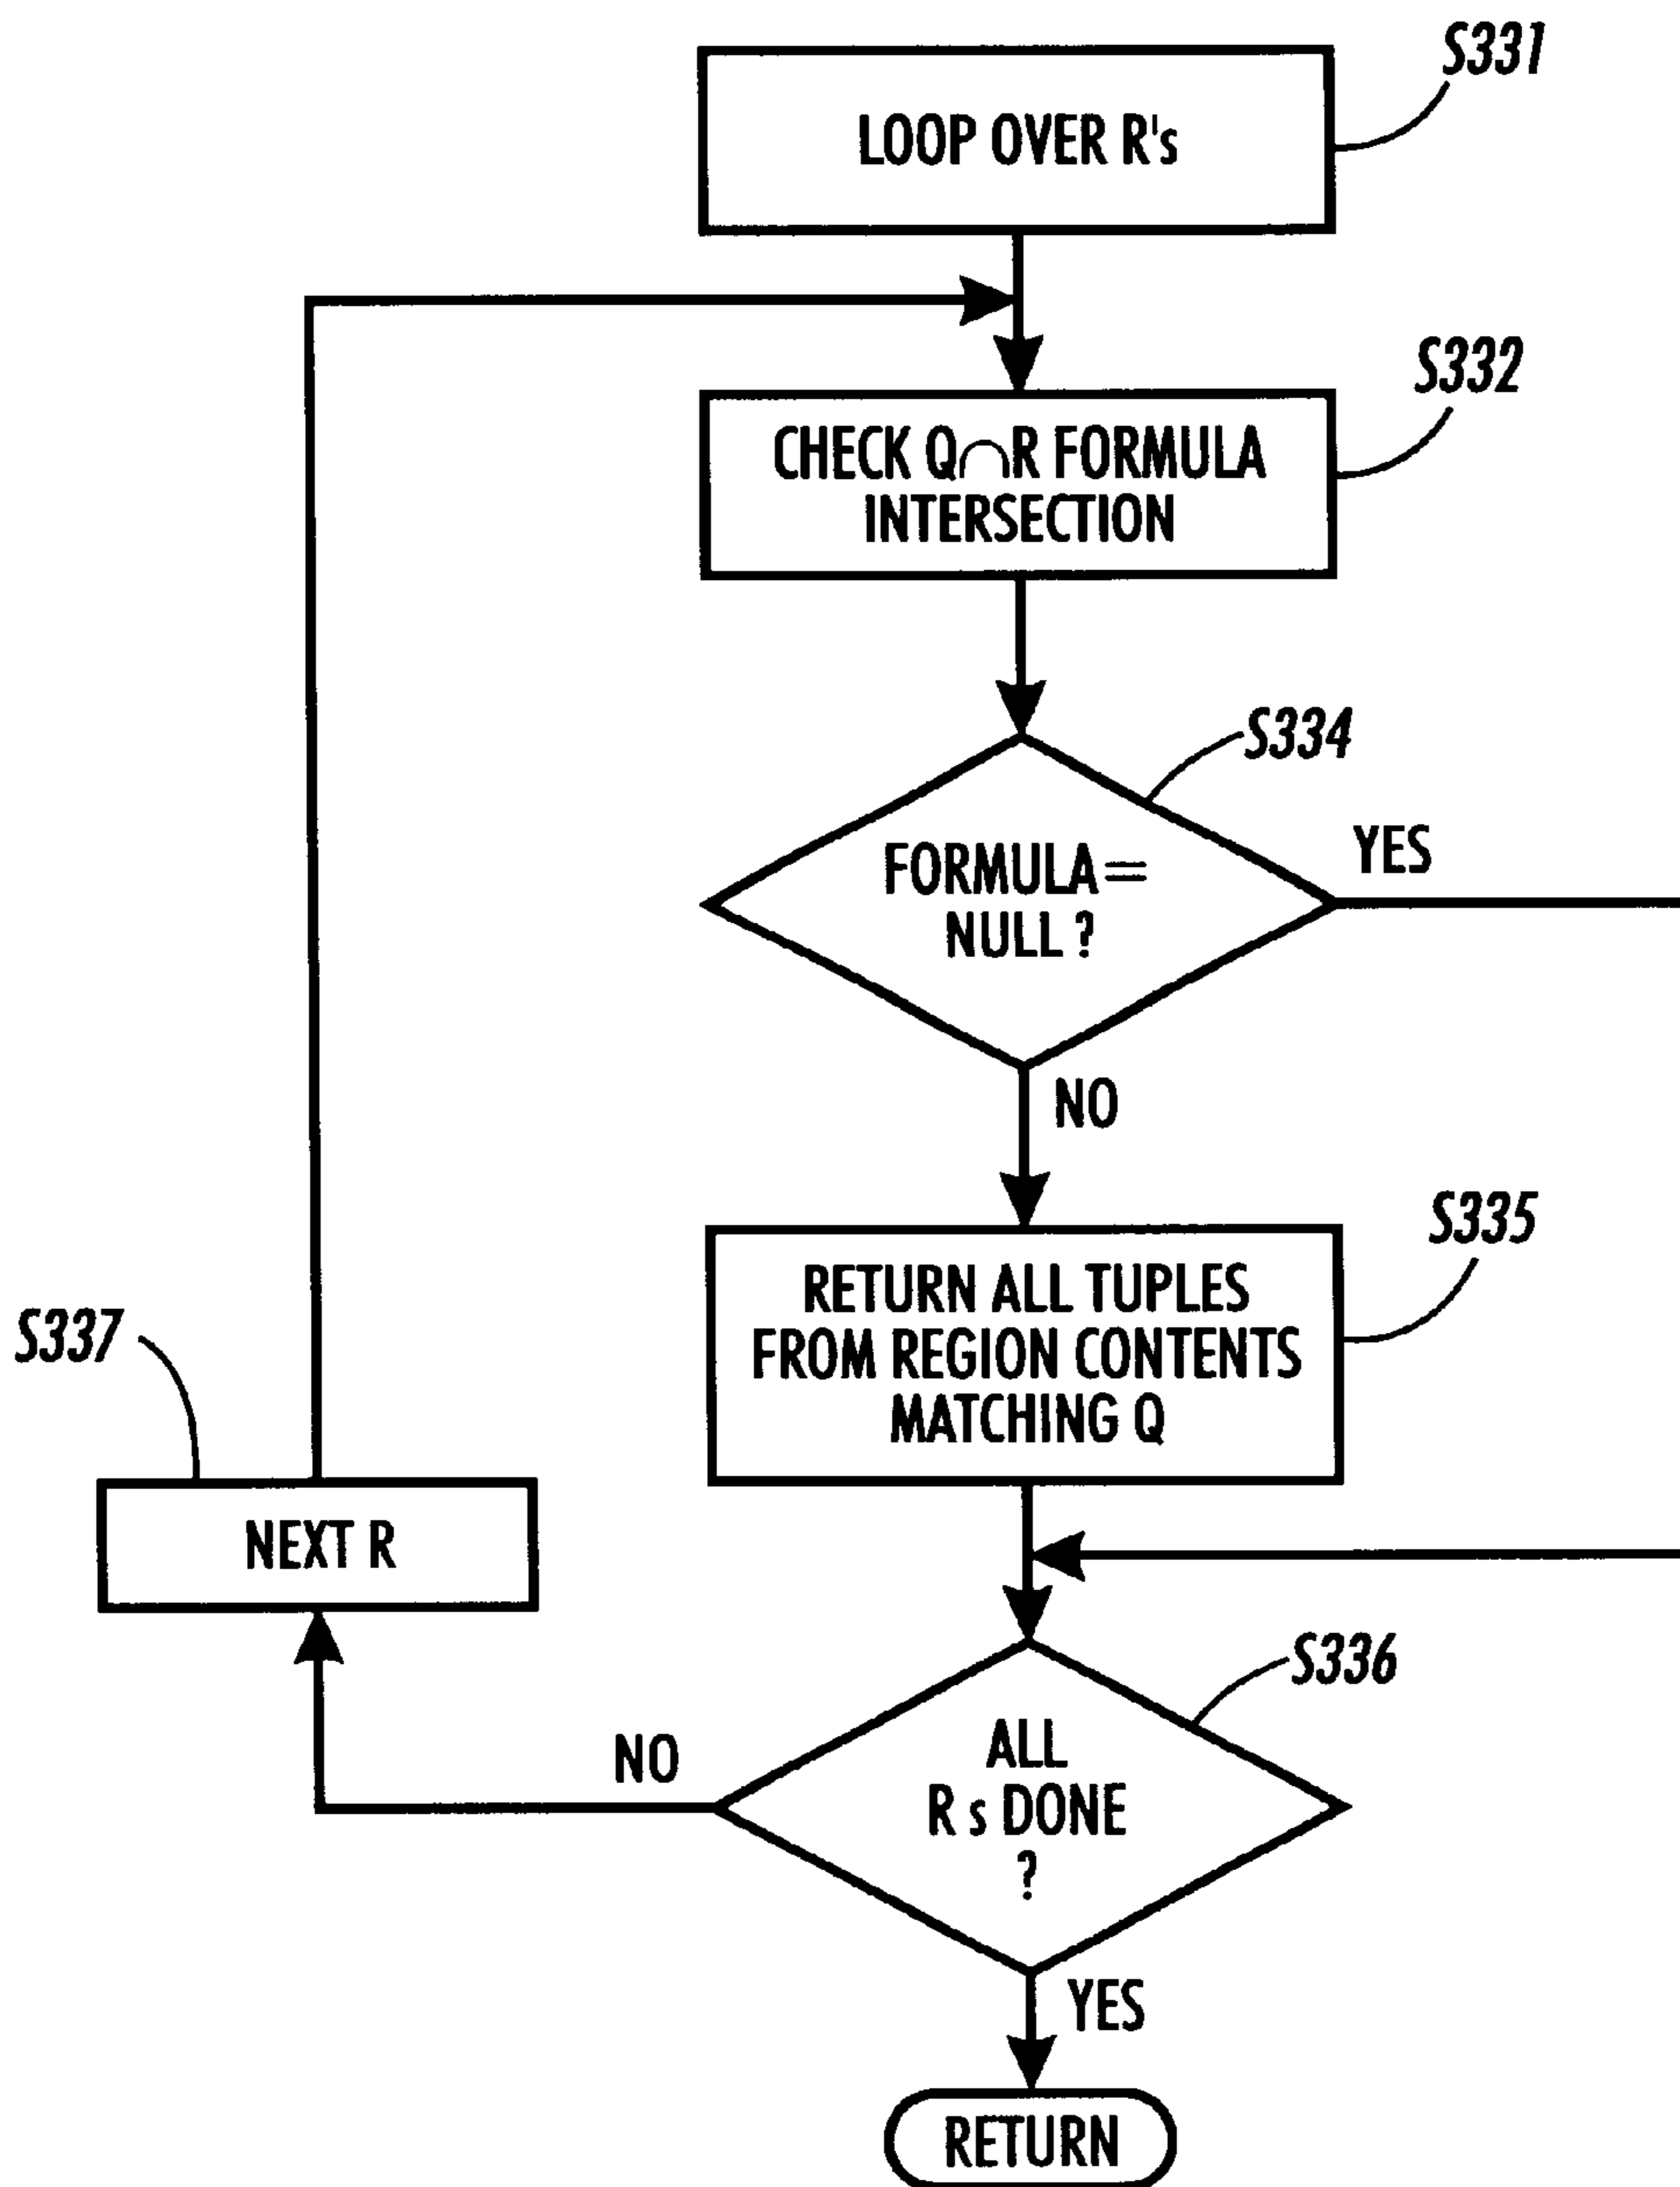 S331
LOOP OVER R's
S332
CHECK Q∩R FORMULA
INTERSECTION
S334
FORMULA=
NULL ?
YES
NO
S335
RETURN ALL TUPLES
FROM REGION CONTENTS
MATCHING Q
S337
NEXT R
S336
ALL
R s DONE
?
NO
YES
RETURN